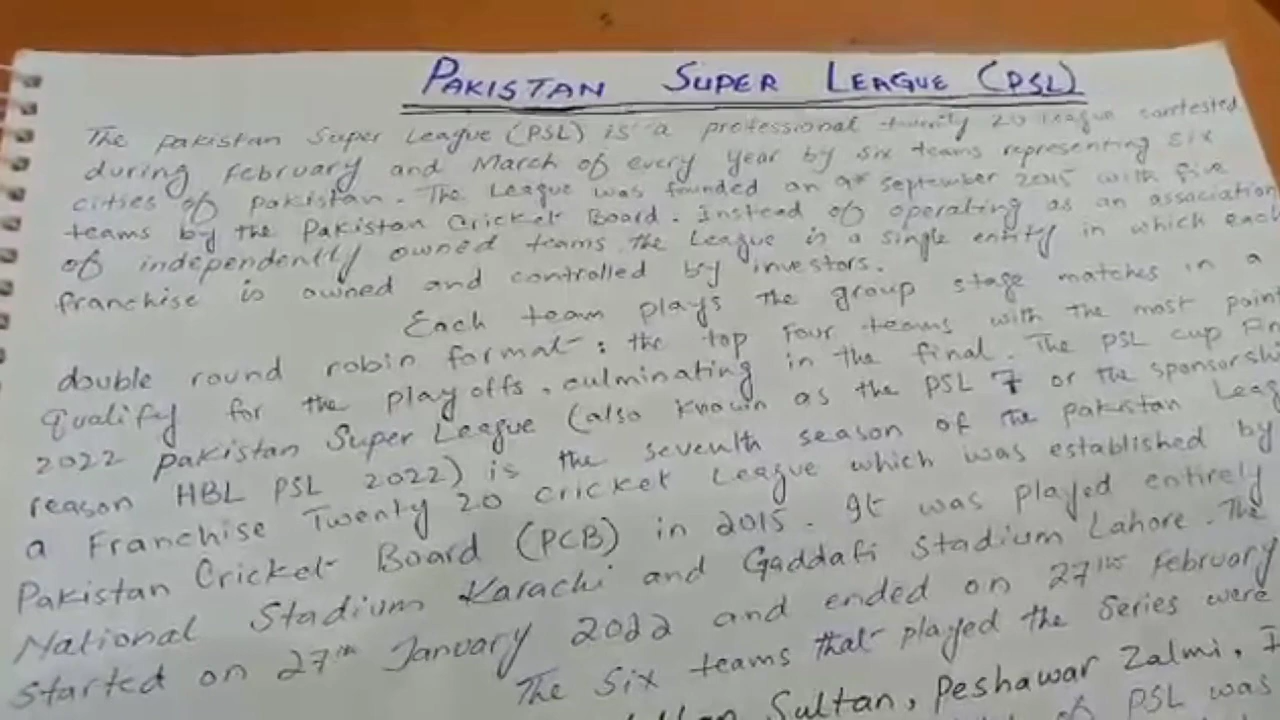 PAKISTAN SUPER LEAGUE (PSL)
The pakistan Super League (PSL) is a professional twenty 20 league contested
during February and March of every year by six teams representing six
cities of pakistan. The League was founded on 9th September 2015 with five
teams by the Pakistan Cricket Board. Instead of operating as an association
of independently owned teams the League is a single entity in which each
franchise is owned and controlled by investors.
Each team plays the group stage matches in a
double round robin format: the top four teams with the most point
qualify for the play offs, culminating in the final. The PSL cup
2022 pakistan Super League (also known as the PSL 7 or the sponsorshi
reason HBL PSL 2022) is the seventh season of the pakistan Leag
a Franchise Twenty 20 cricket League which was established by
Pakistan Cricket Board (PCB) in 2015. It was played entirely
National Stadium Karachi and Gaddafi Stadium Lahore. The
started on 27th January 2022 and ended on 27th February
The six teams that played the series were
Sultan, Peshawar Zalmi,
of PSL was